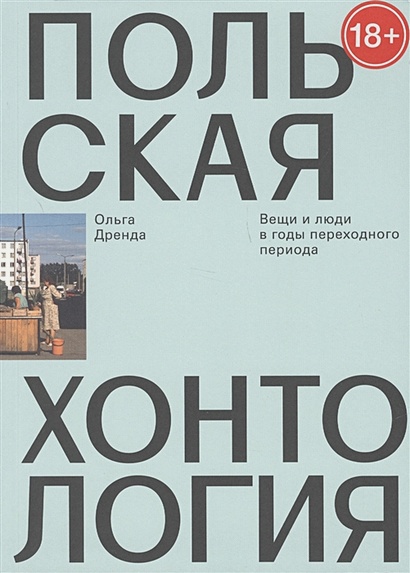 ПОЛЬ
СКАЯ
18+
Ольга
Дренда
Вещи и люди
в годы переходного
периода
ХОНТО
ЛОГИЯ